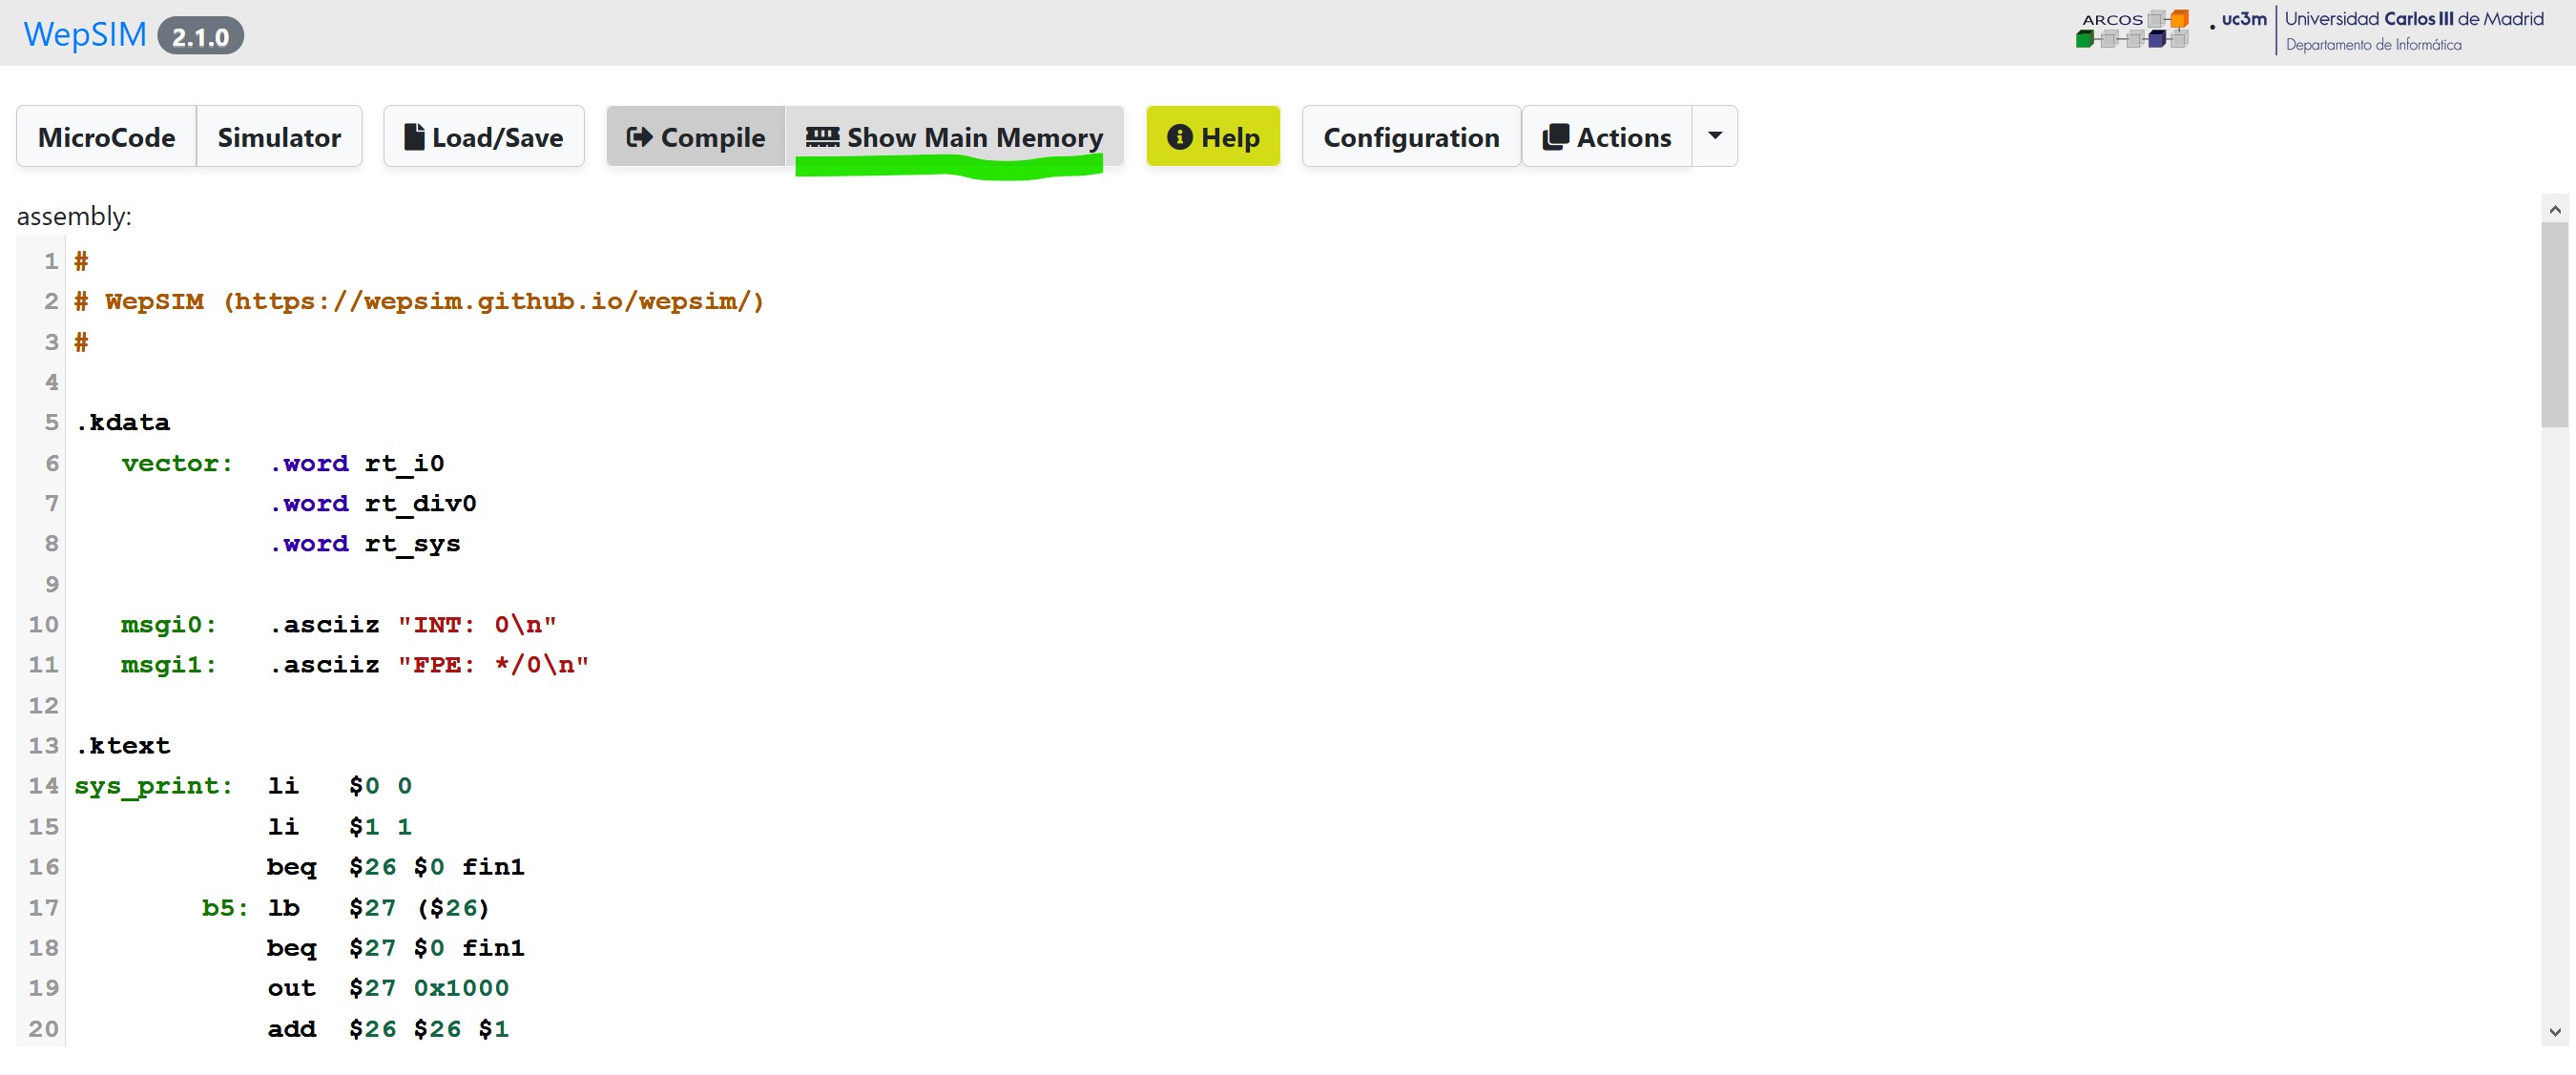 WepSIM 2.1.0
ARCOS
uc3m Universidad Carlos III de Madrid
Departamento de Informática
MicroCode Simulator Load/Save Compile Show Main Memory Help Configuration Actions
assembly:
1 #
2 # WepSIM (https://wepsim.github.io/wepsim/)
3 #
4
5 .kdata
6 vector: .word rt_i0
7 .word rt_div0
8 .word rt_sys
9
10 msgi0: .asciiz "INT: 0\n"
11 msgi1: .asciiz "FPE: */0\n"
12
13 .ktext
14 sys_print: li $0 0
15 li $1 1
16 beq $26 $0 fin1
17 b5: lb $27 ($26)
18 beq $27 $0 fin1
19 out $27 0x1000
20 add $26 $26 $1